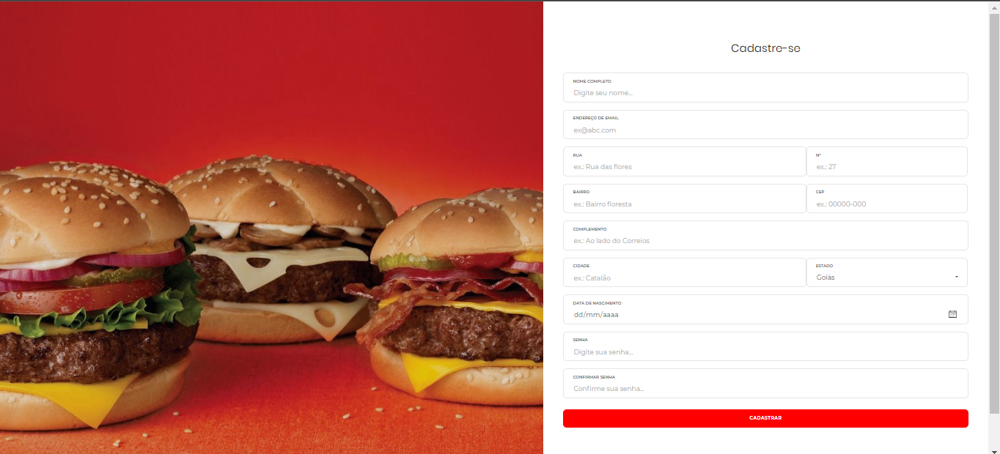 Cadastre-se
NOME COMPLETO
Digite seu nome...
ENDEREÇO DE EMAIL
ex@abc.com
RUA
ex.: Rua das flores
Nº
ex.: 27
BAIRRO
ex.: Bairro floresta
CEP
ex.: 00000-000
COMPLEMENTO
ex.: Ao lado do Correios
CIDADE
ex.: Catalão
ESTADO
Goiás
DATA DE NASCIMENTO
dd/mm/aaaa
SENHA
Digite sua senha...
CONFIRMAR SENHA
Confirme sua senha...
CADASTRAR